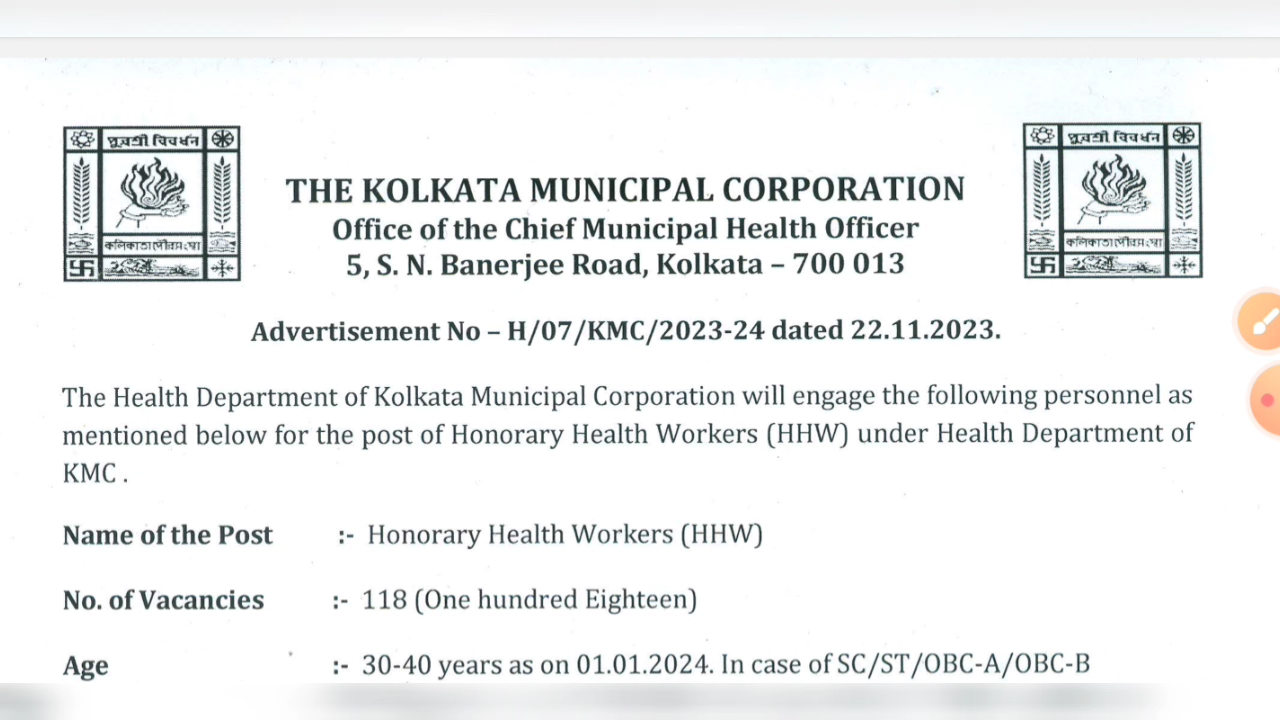 পুরশ্রী বিবর্ধন
পুরশ্রী বিবর্ধন
THE KOLKATA MUNICIPAL CORPORATION
Office of the Chief Municipal Health Officer
কলিকাতা পৌরসংস্থা
কলিকাতা পৌরসংস্থা
5, S. N. Banerjee Road, Kolkata – 700 013
Advertisement No – H/07/KMC/2023-24 dated 22.11.2023.
The Health Department of Kolkata Municipal Corporation will engage the following personnel as
mentioned below for the post of Honorary Health Workers (HHW) under Health Department of
KMC .
Name of the Post :- Honorary Health Workers (HHW)
No. of Vacancies :- 118 (One hundred Eighteen)
Age :- 30-40 years as on 01.01.2024. In case of SC/ST/OBC-A/OBC-B